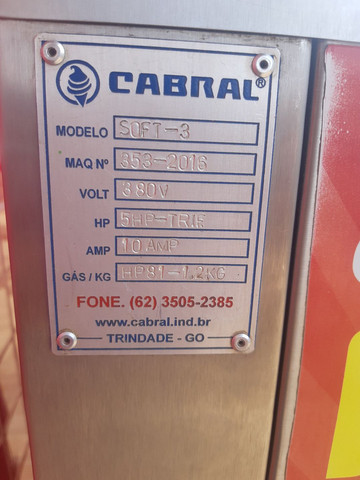 CABRAL®
MODELO SOFT-3
MAQ Nº 353-2016
VOLT 380V
HP 5HP-TRIF
AMP 10 AMP
GÁS / KG HP81-1.2KG
FONE. (62) 3505-2385
www.cabral.ind.br
TRINDADE - GO